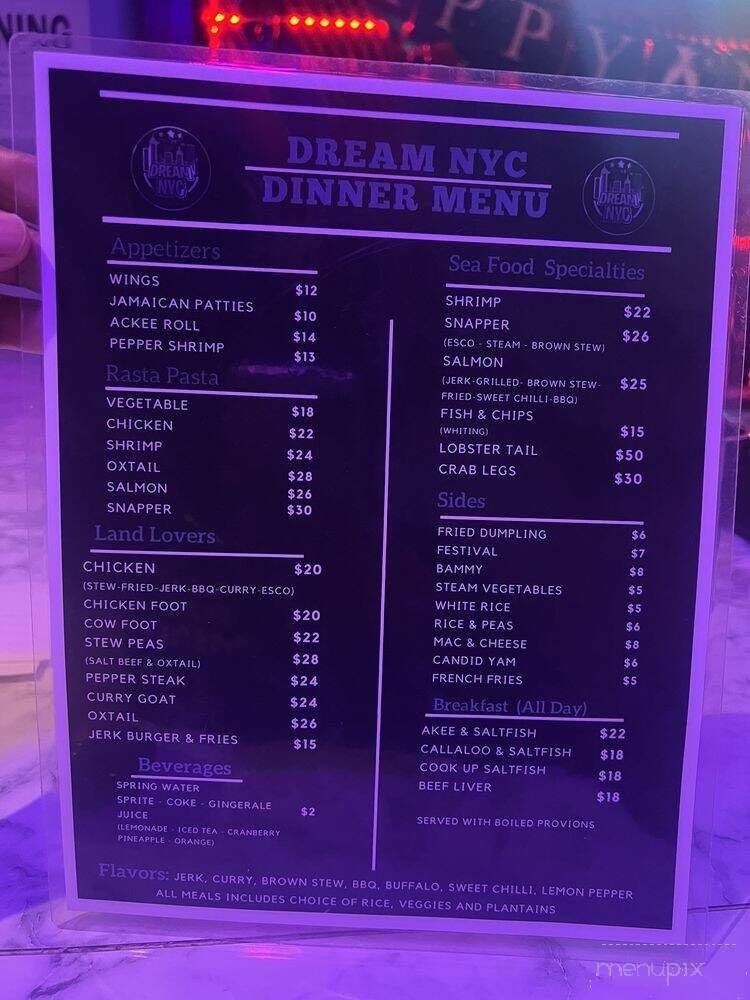 VING
PPY
DREAM NYC
DREAM NYC
DINNER MENU
DREAM NYC
Appetizers
WINGS $12
JAMAICAN PATTIES $10
ACKEE ROLL $14
PEPPER SHRIMP $13
Rasta Pasta
VEGETABLE $18
CHICKEN $22
SHRIMP $24
OXTAIL $28
SALMON $26
SNAPPER $30
Land Lovers
CHICKEN $20
(STEW-FRIED-JERK-BBQ-CURRY-ESCO)
CHICKEN FOOT $20
COW FOOT $22
STEW PEAS $28
(SALT BEEF & OXTAIL)
PEPPER STEAK $24
CURRY GOAT $24
OXTAIL $26
JERK BURGER & FRIES $15
Beverages
SPRING WATER
SPRITE - COKE - GINGERALE $2
JUICE
(LEMONADE - ICED TEA - CRANBERRY
PINEAPPLE - ORANGE)
Sea Food Specialties
SHRIMP $22
SNAPPER $26
(ESCO - STEAM - BROWN STEW)
SALMON
(JERK-GRILLED- BROWN STEW- $25
FRIED-SWEET CHILLI-BBQ)
FISH & CHIPS
(WHITING) $15
LOBSTER TAIL $50
CRAB LEGS $30
Sides
FRIED DUMPLING $6
FESTIVAL $7
BAMMY $8
STEAM VEGETABLES $5
WHITE RICE $5
RICE & PEAS $6
MAC & CHEESE $8
CANDID YAM $6
FRENCH FRIES $5
Breakfast (All Day)
AKEE & SALTFISH $22
CALLALOO & SALTFISH $18
COOK UP SALTFISH $18
BEEF LIVER $18
SERVED WITH BOILED PROVIONS
Flavors: JERK, CURRY, BROWN STEW, BBQ, BUFFALO, SWEET CHILLI, LEMON PEPPER
ALL MEALS INCLUDES CHOICE OF RICE, VEGGIES AND PLANTAINS
menupix